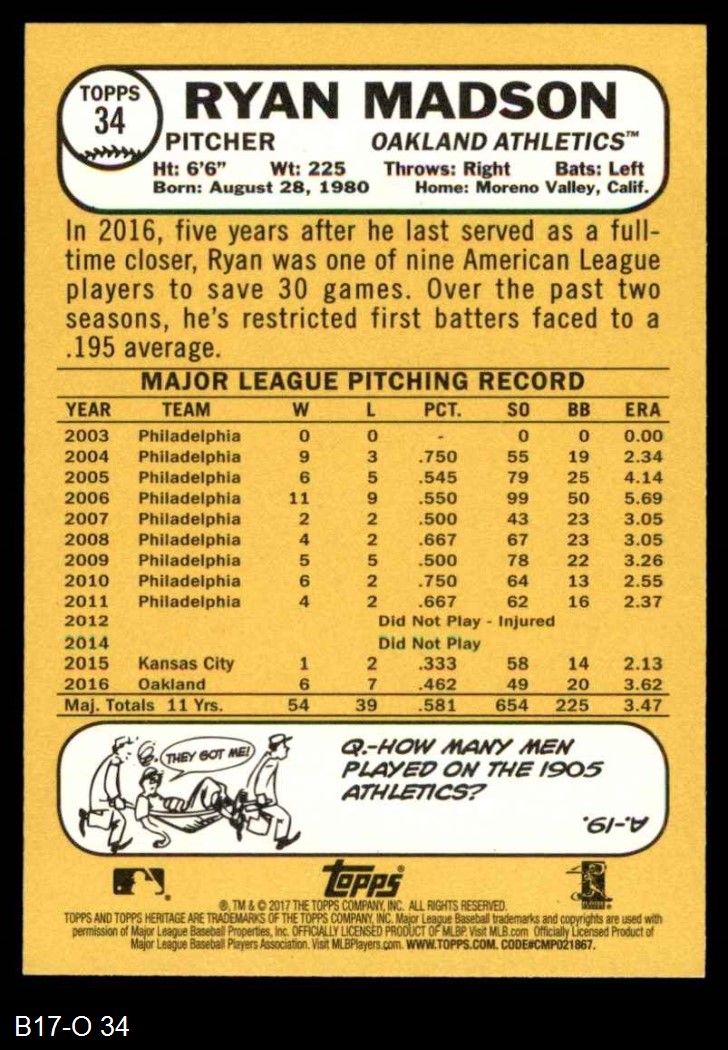 TOPPS
34
RYAN MADSON
PITCHER OAKLAND ATHLETICS™
Ht: 6'6" Wt: 225 Throws: Right Bats: Left
Born: August 28, 1980 Home: Moreno Valley, Calif.
In 2016, five years after he last served as a full-
time closer, Ryan was one of nine American League
players to save 30 games. Over the past two
seasons, he's restricted first batters faced to a
.195 average.
MAJOR LEAGUE PITCHING RECORD
YEAR TEAM W L PCT. SO BB ERA
2003 Philadelphia 0 0 - 0 0 0.00
2004 Philadelphia 9 3 .750 55 19 2.34
2005 Philadelphia 6 5 .545 79 25 4.14
2006 Philadelphia 11 9 .550 99 50 5.69
2007 Philadelphia 2 2 .500 43 23 3.05
2008 Philadelphia 4 2 .667 67 23 3.05
2009 Philadelphia 5 5 .500 78 22 3.26
2010 Philadelphia 6 2 .750 64 13 2.55
2011 Philadelphia 4 2 .667 62 16 2.37
2012 Did Not Play - Injured
2014 Did Not Play
2015 Kansas City 1 2 .333 58 14 2.13
2016 Oakland 6 7 .462 49 20 3.62
Maj. Totals 11 Yrs. 54 39 .581 654 225 3.47
THEY GOT ME!
Q.-HOW MANY MEN
PLAYED ON THE 1905
ATHLETICS?
A.-19.
Topps®
®, TM & © 2017 THE TOPPS COMPANY, INC. ALL RIGHTS RESERVED.
TOPPS AND TOPPS HERITAGE ARE TRADEMARKS OF THE TOPPS COMPANY, INC. Major League Baseball trademarks and copyrights are used with
permission of Major League Baseball Properties, Inc. OFFICIALLY LICENSED PRODUCT OF MLBP. Visit MLB.com Officially Licensed Product of
Major League Baseball Players Association. Visit MLBPlayers.com. WWW.TOPPS.COM. CODE#CMP021867.
B17-O 34